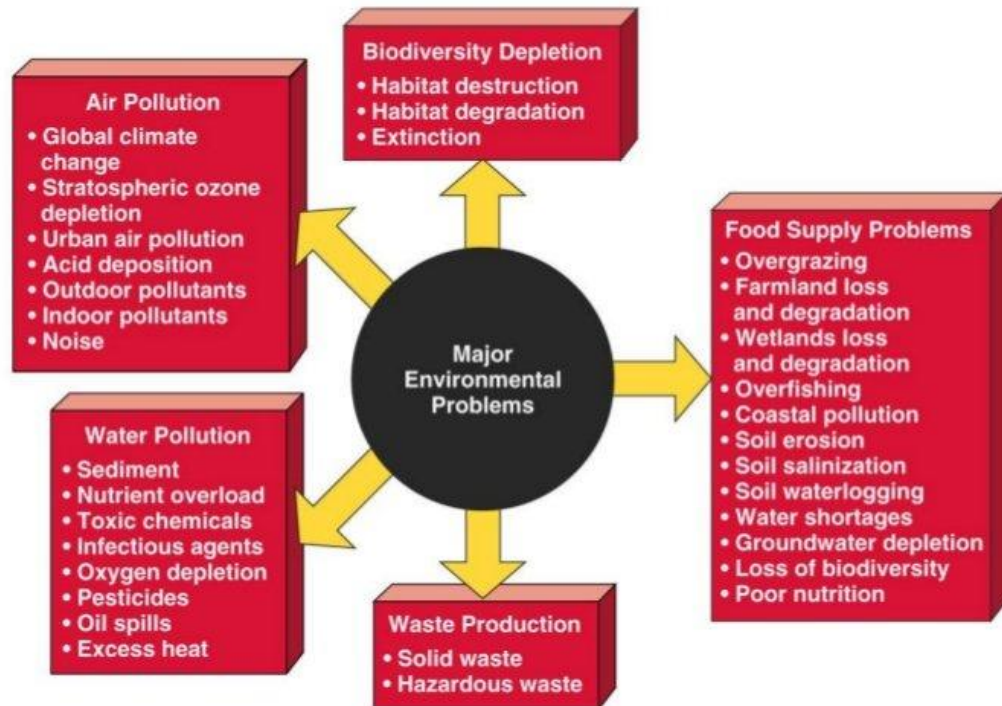 Biodiversity Depletion
• Habitat destruction
• Habitat degradation
• Extinction
Air Pollution
• Global climate
change
• Stratospheric ozone
depletion
• Urban air pollution
• Acid deposition
• Outdoor pollutants
• Indoor pollutants
• Noise
Food Supply Problems
• Overgrazing
• Farmland loss
and degradation
• Wetlands loss
and degradation
• Overfishing
• Coastal pollution
• Soil erosion
• Soil salinization
• Soil waterlogging
• Water shortages
• Groundwater depletion
• Loss of biodiversity
• Poor nutrition
Major
Environmental
Problems
Water Pollution
• Sediment
• Nutrient overload
• Toxic chemicals
• Infectious agents
• Oxygen depletion
• Pesticides
• Oil spills
• Excess heat
Waste Production
• Solid waste
• Hazardous waste